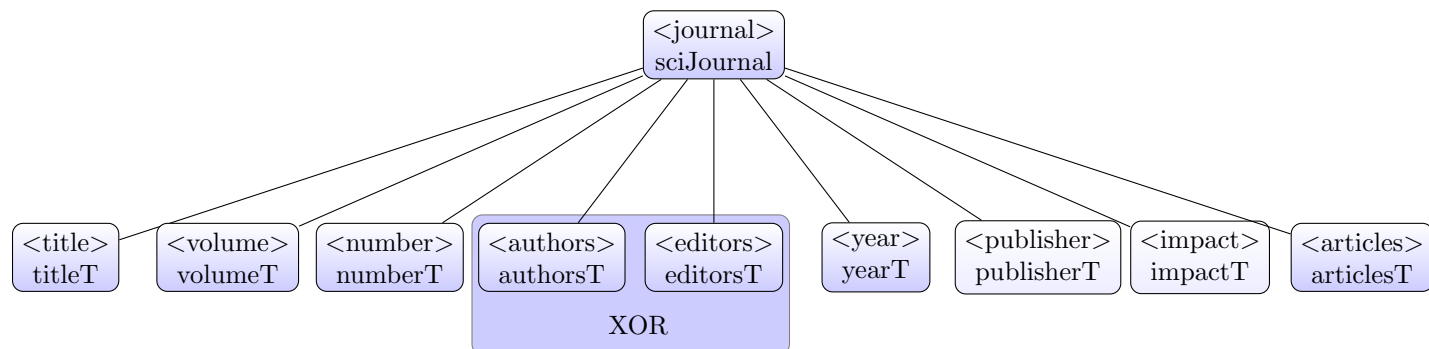 <journal>
sciJournal
<title>
titleT
<volume>
volumeT
<number>
numberT
<authors>
authorsT
<editors>
editorsT
<year>
yearT
<publisher>
publisherT
<impact>
impactT
<articles>
articlesT
XOR